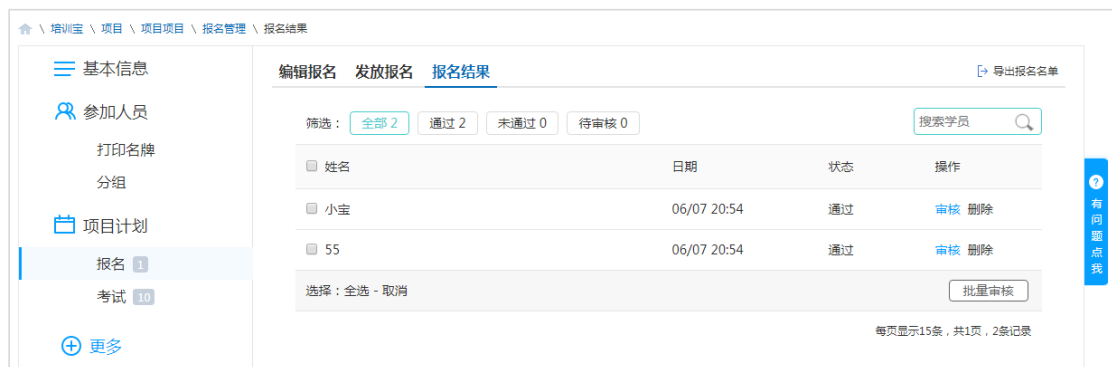 \ 培训宝 \ 项目 \ 项目项目 \ 报名管理 \ 报名结果
基本信息
参加人员
打印名牌
分组
项目计划
报名 1
考试 10
更多
编辑报名 发放报名 报名结果
导出报名名单
筛选： 全部 2 通过 2 未通过 0 待审核 0
搜索学员
姓名 日期 状态 操作
小宝 06/07 20:54 通过 审核 删除
55 06/07 20:54 通过 审核 删除
选择：全选 - 取消 批量审核
每页显示15条，共1页，2条记录
?
有
问
题
点
我